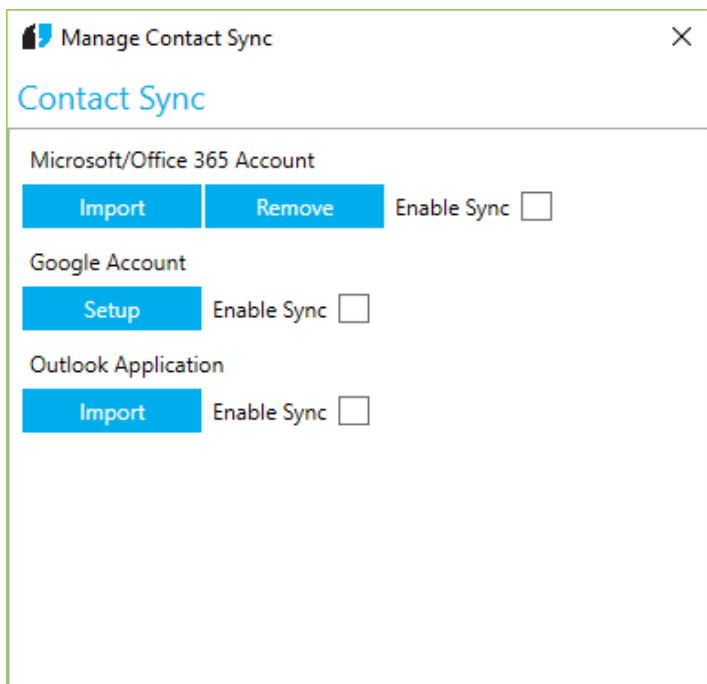 Manage Contact Sync
Contact Sync
Microsoft/Office 365 Account
Import Remove Enable Sync
Google Account
Setup Enable Sync
Outlook Application
Import Enable Sync